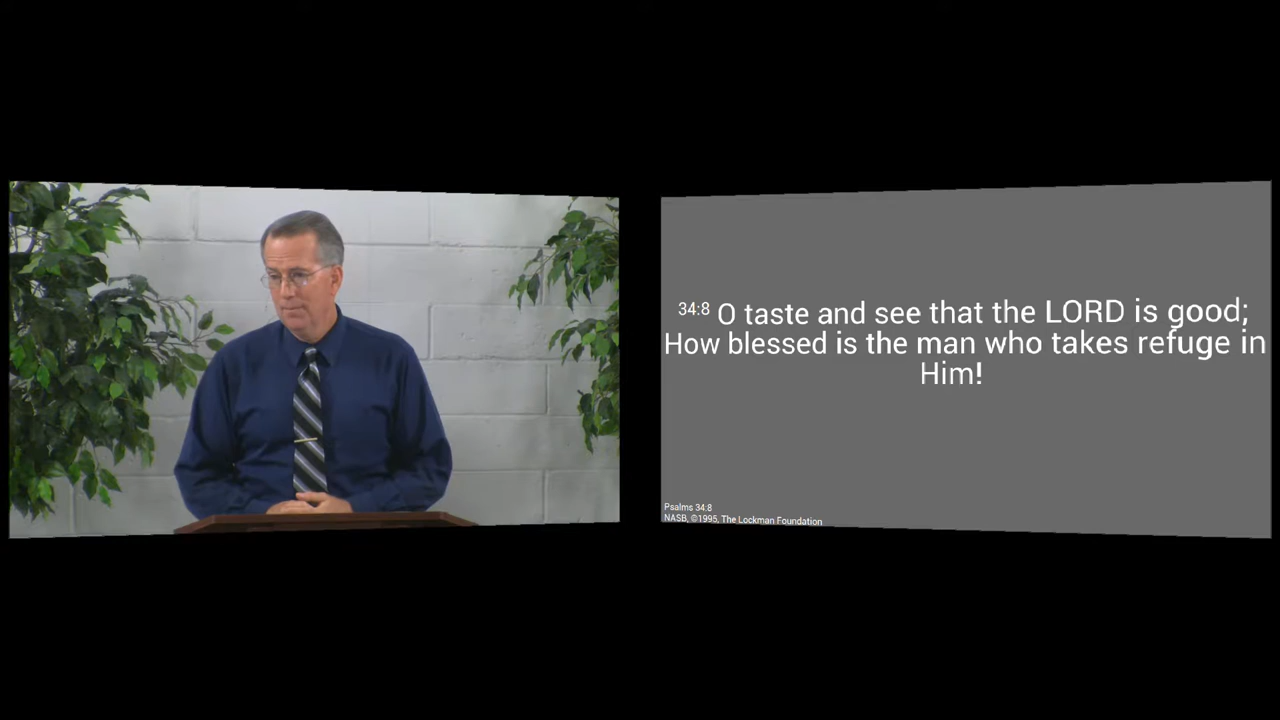 34:8 O taste and see that the LORD is good;
How blessed is the man who takes refuge in
Him!
Psalms 34:8
NASB, ©1995, The Lockman Foundation